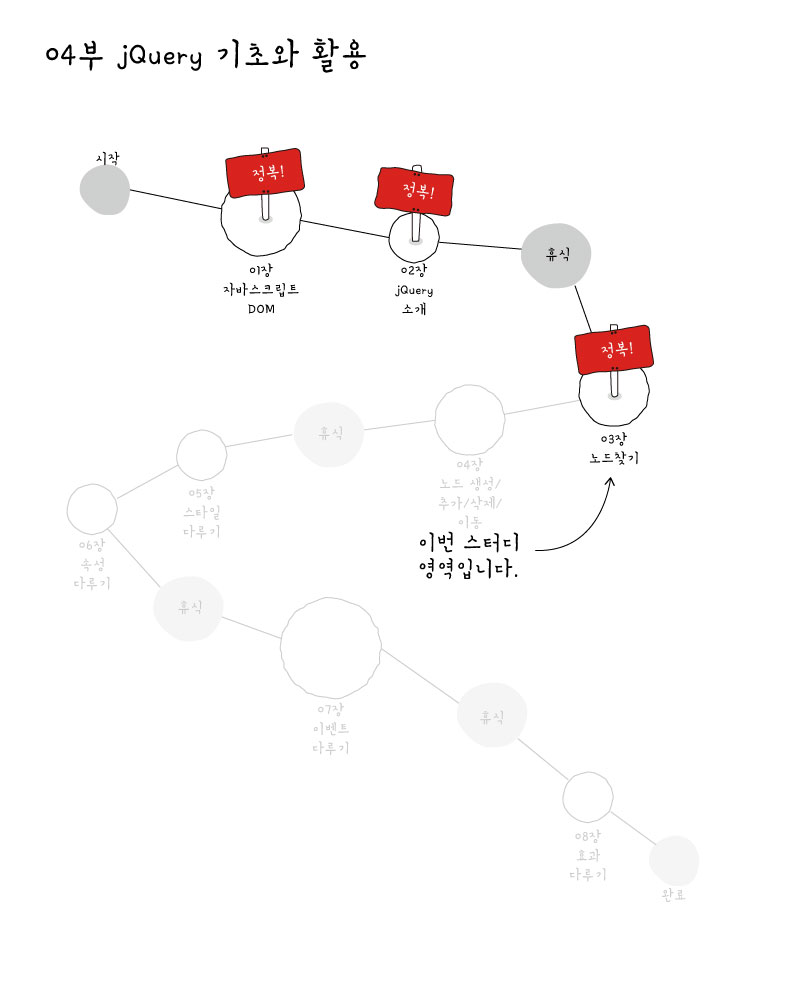 04부 jQuery 기초와 활용
시작
정복!
01장
자바스크립트
DOM
정복!
02장
jQuery
소개
휴식
정복!
03장
노드찾기
이번 스터디
영역입니다.
04장
노드 생성/
추가/삭제/
이동
휴식
05장
스타일
다루기
06장
속성
다루기
휴식
07장
이벤트
다루기
휴식
08장
효과
다루기
완료